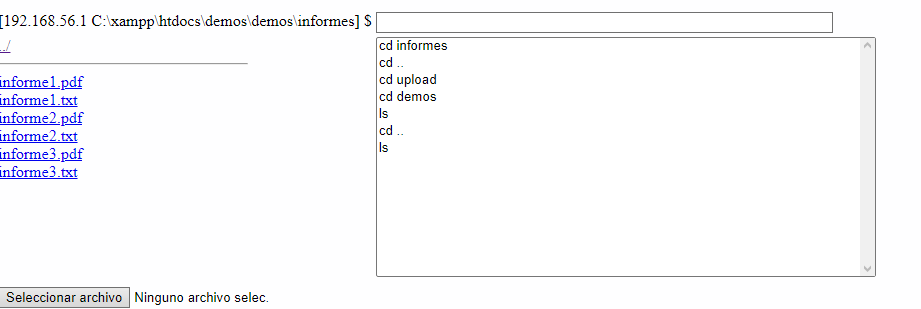 [192.168.56.1 C:\xampp\htdocs\demos\demos\informes] $
../
informe1.pdf
informe1.txt
informe2.pdf
informe2.txt
informe3.pdf
informe3.txt
cd informes
cd ..
cd upload
cd demos
ls
cd ..
ls
Seleccionar archivo Ninguno archivo selec.